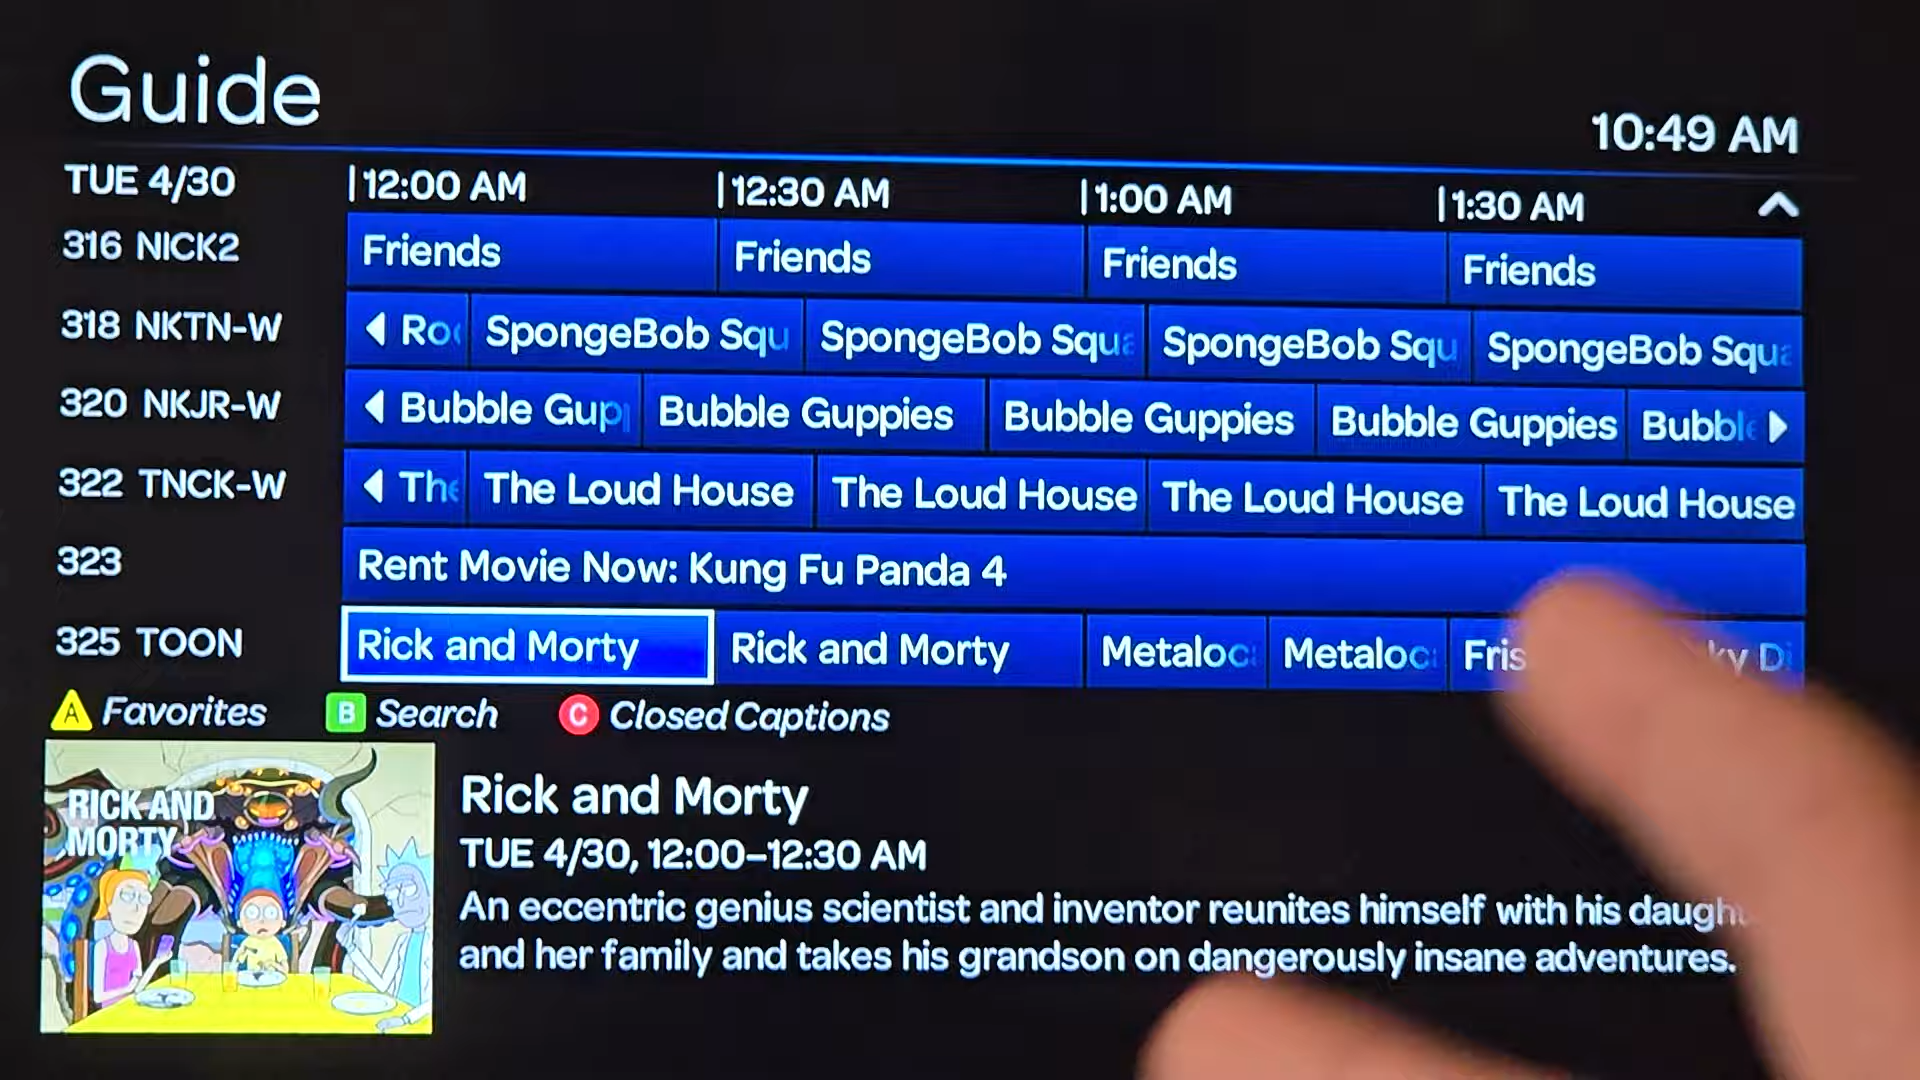 Guide
10:49 AM
TUE 4/30 12:00 AM 12:30 AM 1:00 AM 1:30 AM
316 NICK2 Friends Friends Friends Friends
318 NKTN-W SpongeBob Squ SpongeBob Squa SpongeBob Squ SpongeBob Squa
320 NKJR-W Bubble Gup Bubble Guppies Bubble Guppies Bubble Guppies Bubble
322 TNCK-W The The Loud House The Loud House The Loud House The Loud House
323 Rent Movie Now: Kung Fu Panda 4
325 TOON Rick and Morty Rick and Morty Metaloc Metaloc Fris ky D
A Favorites B Search C Closed Captions
RICK AND
MORTY
Rick and Morty
TUE 4/30, 12:00–12:30 AM
An eccentric genius scientist and inventor reunites himself with his daugh
and her family and takes his grandson on dangerously insane adventures.